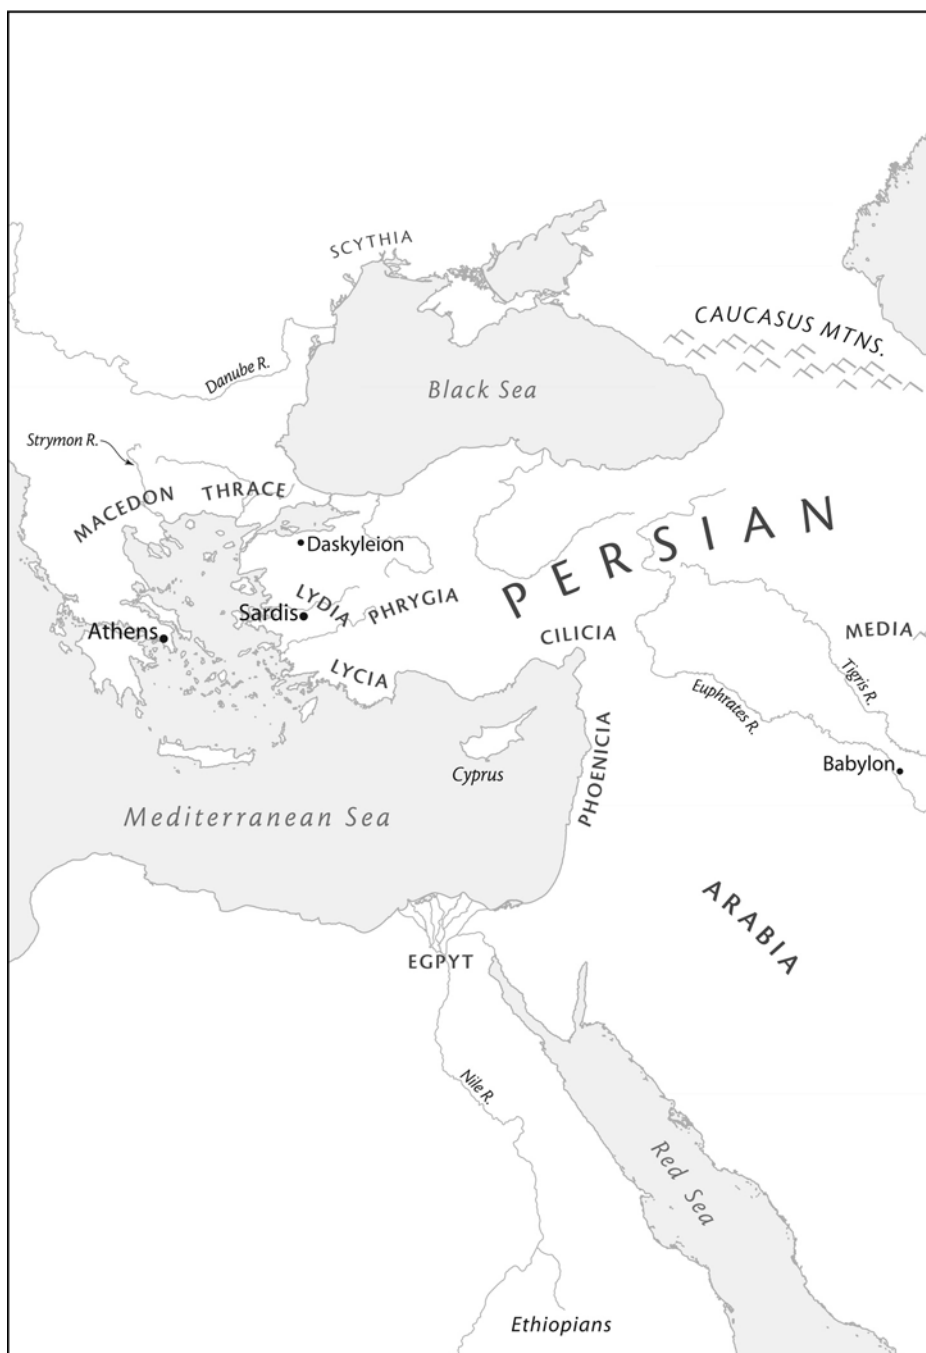 SCYTHIA
CAUCASUS MTNS.
Danube R.
Black Sea
Strymon R.
MACEDON
THRACE
PERSIAN
Daskyleion
LYDIA
PHRYGIA
Sardis
Athens
CILICIA
MEDIA
LYCIA
Tigris R.
Euphrates R.
PHOENICIA
Cyprus
Babylon
Mediterranean Sea
ARABIA
EGPYT
Nile R.
Red Sea
Ethiopians